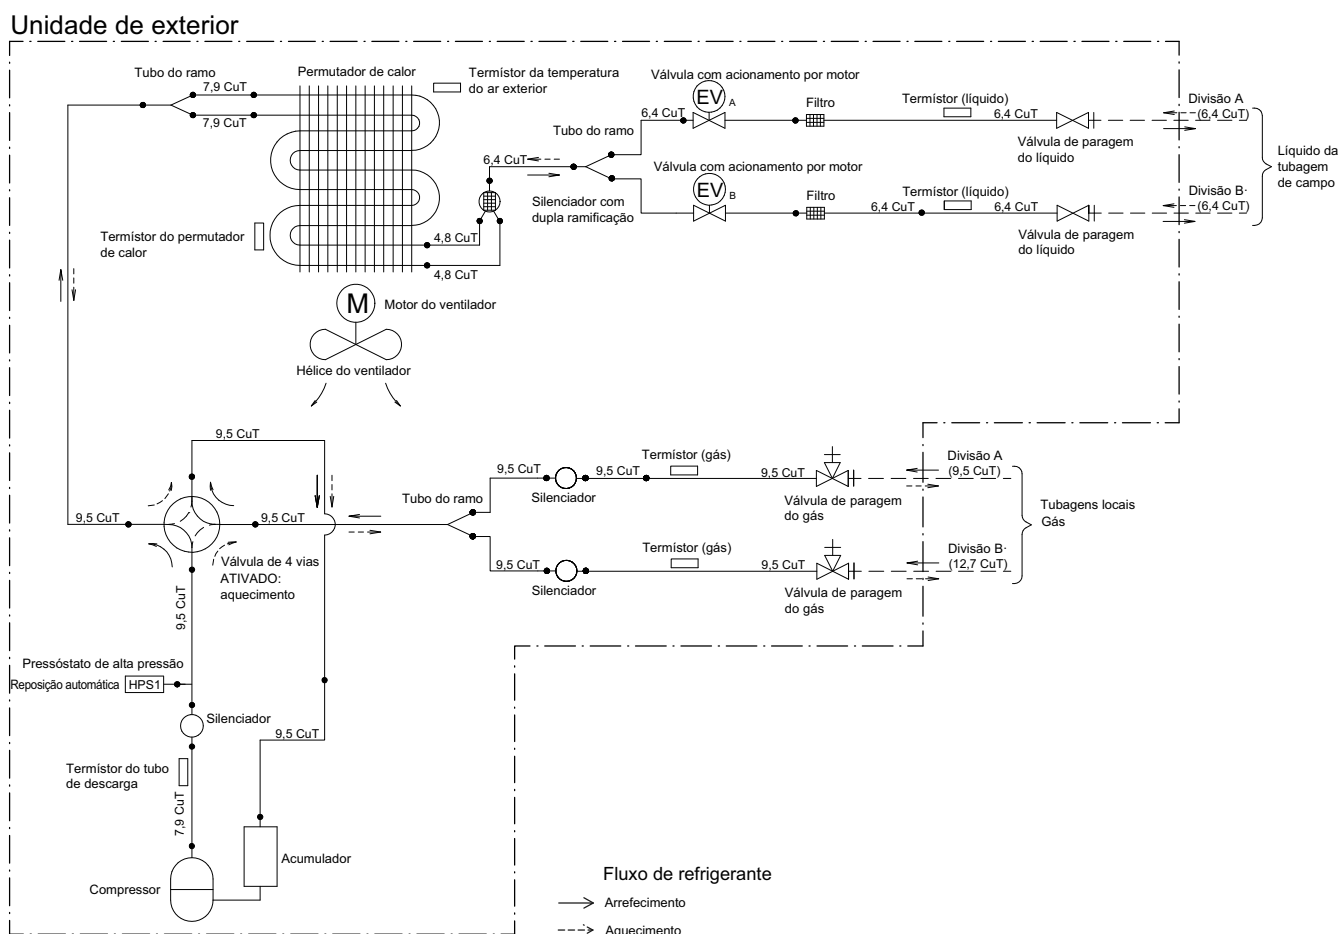 Unidade de exterior
Tubo do ramo
7,9 CuT
7,9 CuT
Permutador de calor
Termístor da temperatura
do ar exterior
Válvula com acionamento por motor
EV
A
6,4 CuT
Filtro
Termístor (líquido)
6,4 CuT
Válvula de paragem
do líquido
Divisão A
(6,4 CuT)
Tubo do ramo
6,4 CuT
Silenciador com
dupla ramificação
Válvula com acionamento por motor
EV
B
Filtro
6,4 CuT
Termístor (líquido)
6,4 CuT
Válvula de paragem
do líquido
Divisão B·
(6,4 CuT)
Líquido da
tubagem
de campo
Termístor do permutador
de calor
4,8 CuT
4,8 CuT
M
Motor do ventilador
Hélice do ventilador
9,5 CuT
9,5 CuT
9,5 CuT
Válvula de 4 vias
ATIVADO:
aquecimento
Tubo do ramo
9,5 CuT
Silenciador
9,5 CuT
Termístor (gás)
9,5 CuT
Válvula de paragem
do gás
Divisão A
(9,5 CuT)
9,5 CuT
Silenciador
Termístor (gás)
9,5 CuT
Válvula de paragem
do gás
Divisão B·
(12,7 CuT)
Tubagens locais
Gás
9,5 CuT
Pressóstato de alta pressão
Reposição automática
HPS1
Silenciador
9,5 CuT
Termístor do tubo
de descarga
7,9 CuT
Compressor
Acumulador
Fluxo de refrigerante
Arrefecimento
Aquecimento